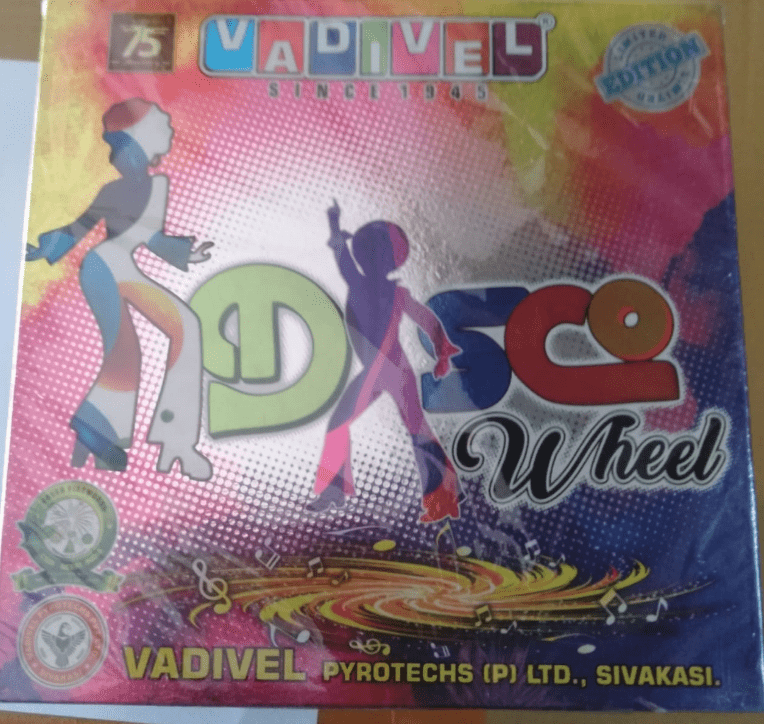 75
VADIVEL®
SINCE 1945
LIMITED
EDITION
DISCO
Wheel
VADIVEL PYROTECHS (P) LTD., SIVAKASI.